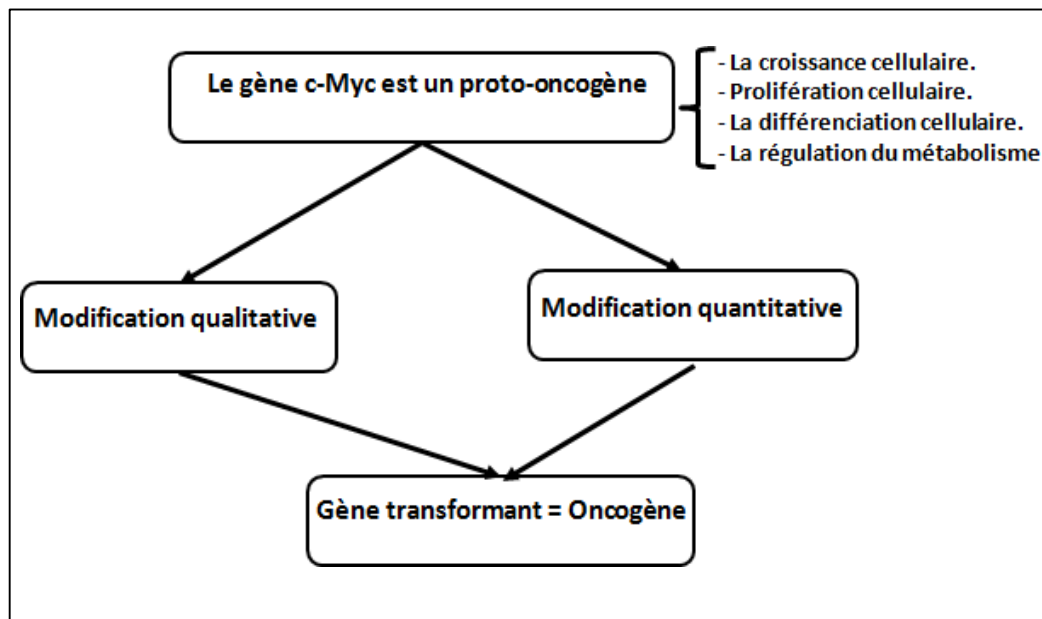 Le gène c-Myc est un proto-oncogène
- La croissance cellulaire.
- Prolifération cellulaire.
- La différenciation cellulaire.
- La régulation du métabolisme
Modification qualitative
Modification quantitative
Gène transformant = Oncogène